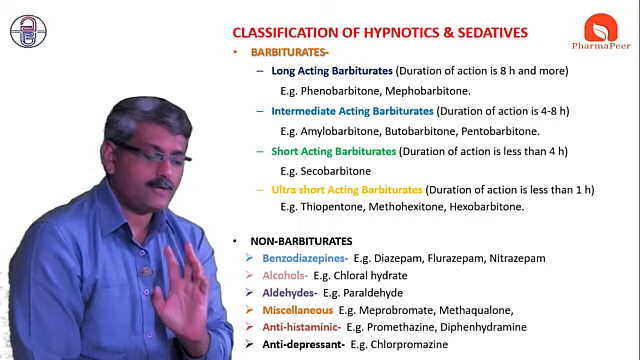 CLASSIFICATION OF HYPNOTICS & SEDATIVES
PharmaPeer
• BARBITURATES-
– Long Acting Barbiturates (Duration of action is 8 h and more)
E.g. Phenobarbitone, Mephobarbitone.
– Intermediate Acting Barbiturates (Duration of action is 4-8 h)
E.g. Amylobarbitone, Butobarbitone, Pentobarbitone.
– Short Acting Barbiturates (Duration of action is less than 4 h)
E.g. Secobarbitone
– Ultra short Acting Barbiturates (Duration of action is less than 1 h)
E.g. Thiopentone, Methohexitone, Hexobarbitone.
• NON-BARBITURATES
➢ Benzodiazepines- E.g. Diazepam, Flurazepam, Nitrazepam
➢ Alcohols- E.g. Chloral hydrate
➢ Aldehydes- E.g. Paraldehyde
➢ Miscellaneous E.g. Meprobromate, Methaqualone,
➢ Anti-histaminic- E.g. Promethazine, Diphenhydramine
➢ Anti-depressant- E.g. Chlorpromazine